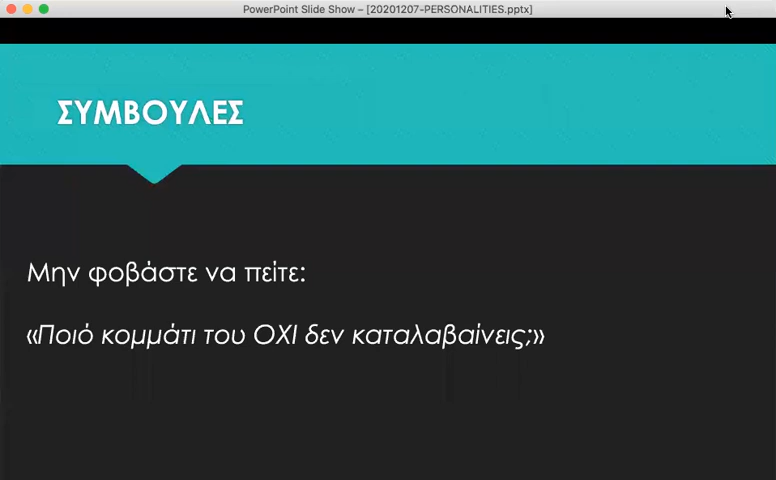 PowerPoint Slide Show – [20201207-PERSONALITIES.pptx]
ΣΥΜΒΟΥΛΕΣ
Μην φοβάστε να πείτε:
«Ποιό κομμάτι του ΟΧΙ δεν καταλαβαίνεις;»